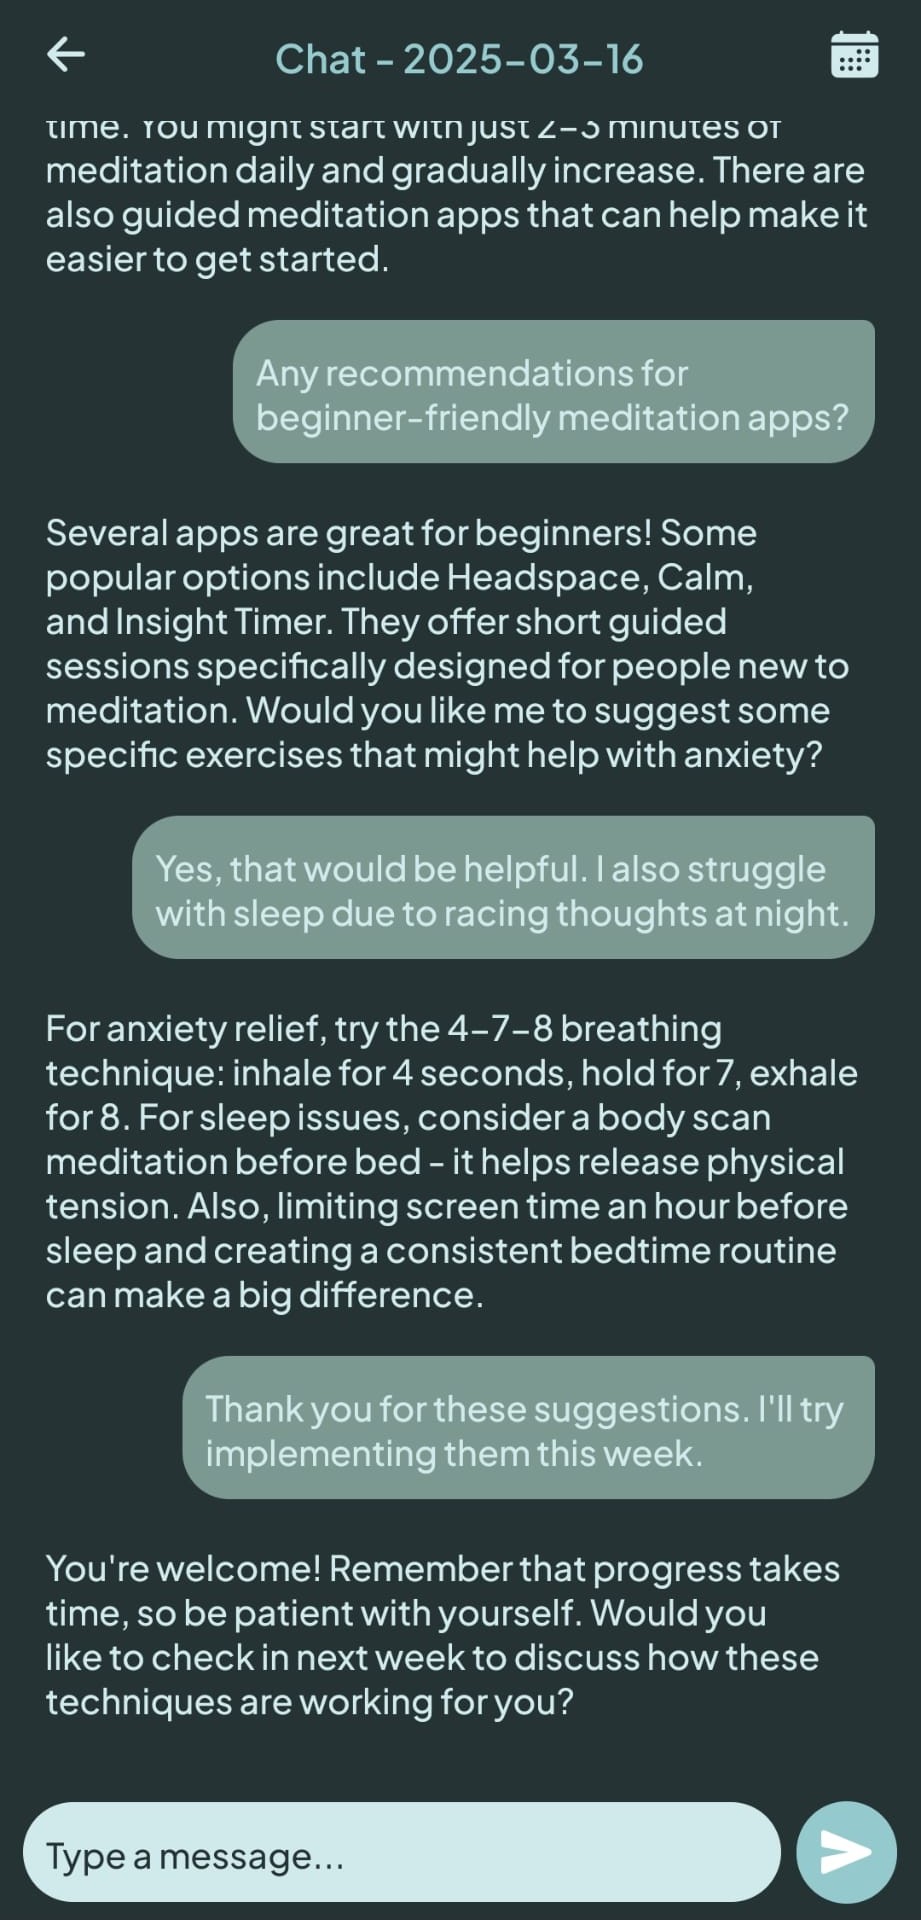 Chat - 2025-03-16
time. You might start with just 2-3 minutes of
meditation daily and gradually increase. There are
also guided meditation apps that can help make it
easier to get started.
Any recommendations for
beginner-friendly meditation apps?
Several apps are great for beginners! Some
popular options include Headspace, Calm,
and Insight Timer. They offer short guided
sessions specifically designed for people new to
meditation. Would you like me to suggest some
specific exercises that might help with anxiety?
Yes, that would be helpful. I also struggle
with sleep due to racing thoughts at night.
For anxiety relief, try the 4-7-8 breathing
technique: inhale for 4 seconds, hold for 7, exhale
for 8. For sleep issues, consider a body scan
meditation before bed - it helps release physical
tension. Also, limiting screen time an hour before
sleep and creating a consistent bedtime routine
can make a big difference.
Thank you for these suggestions. I'll try
implementing them this week.
You're welcome! Remember that progress takes
time, so be patient with yourself. Would you
like to check in next week to discuss how these
techniques are working for you?
Type a message...